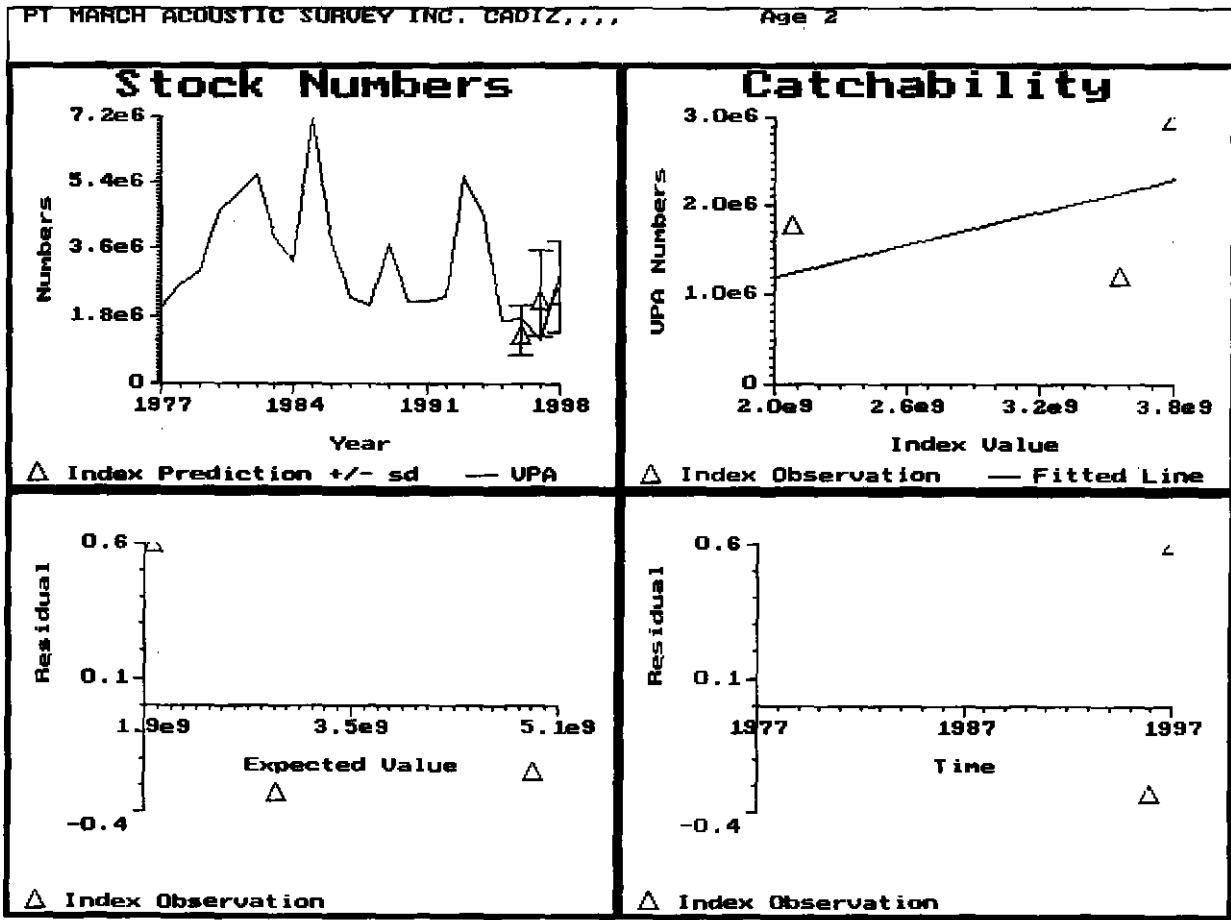 PT MARCH ACOUSTIC SURVEY INC. CADIZ,,,, Age 2
Stock Numbers
7.2e6
5.4e6
3.6e6
1.8e6
0
Numbers
1977 1984 1991 1998
Year
△ Index Prediction +/- sd — VPA
Catchability
3.0e6
2.0e6
1.0e6
0
VPA Numbers
2.0e9 2.6e9 3.2e9 3.8e9
Index Value
△ Index Observation — Fitted Line
0.6
0.1
-0.4
Residual
1.9e9 3.5e9 5.1e9
Expected Value
△ Index Observation
0.6
0.1
-0.4
Residual
1977 1987 1997
Time
△ Index Observation